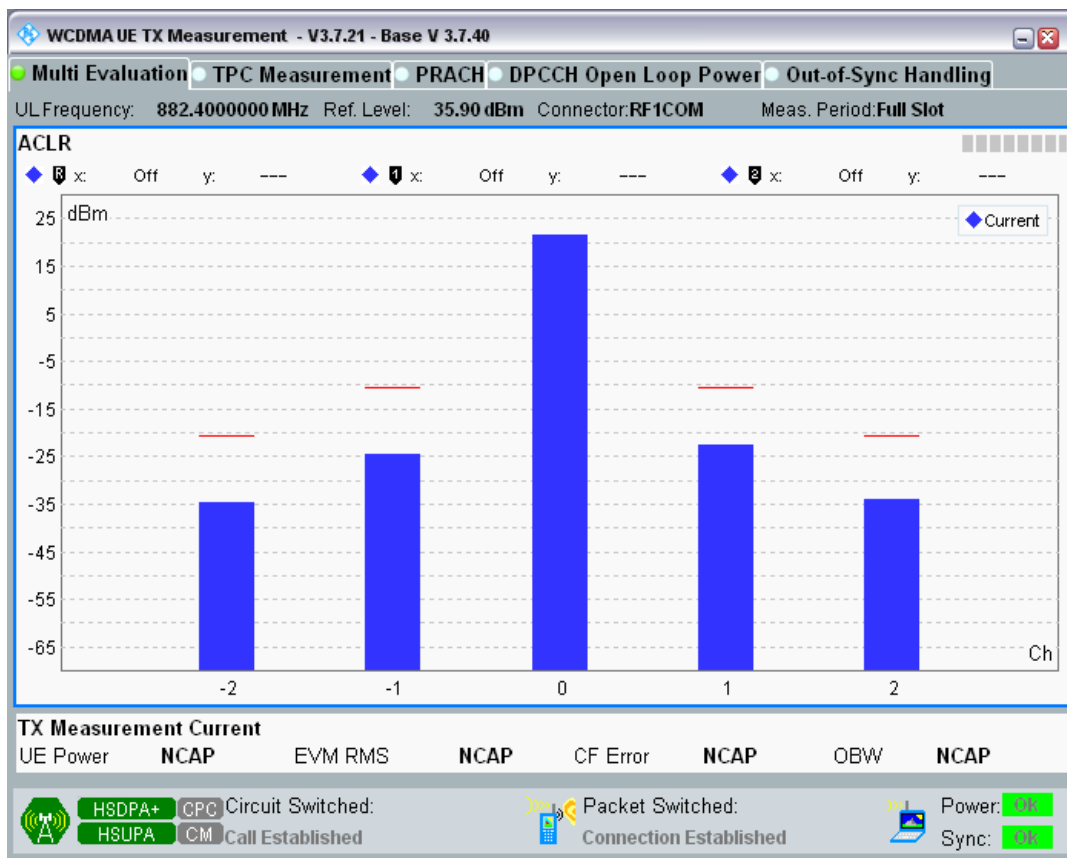 WCDMA UE TX Measurement - V3.7.21 - Base V 3.7.40
Multi Evaluation TPC Measurement PRACH DPCCH Open Loop Power Out-of-Sync Handling
UL Frequency: 882.4000000 MHz Ref. Level: 35.90 dBm Connector:RF1COM Meas. Period:Full Slot
ACLR
R x: Off y: --- 1 x: Off y: --- 2 x: Off y: ---
dBm
Current
25
15
5
-5
-15
-25
-35
-45
-55
-65
Ch
-2 -1 0 1 2
TX Measurement Current
UE Power NCAP EVM RMS NCAP CF Error NCAP OBW NCAP
HSDPA+ CPC Circuit Switched: Packet Switched: Power: OK
HSUPA CM Call Established Connection Established Sync: OK